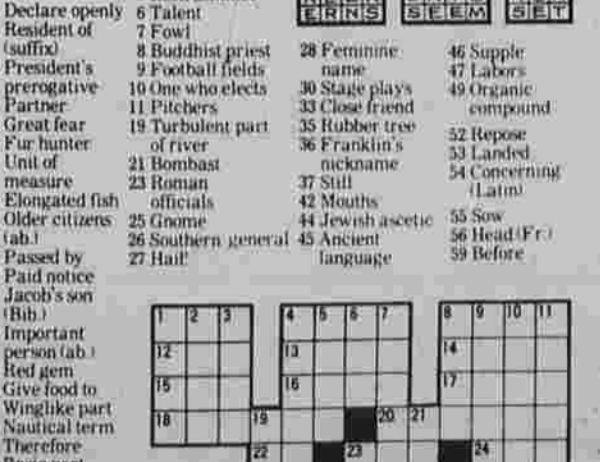 ERNS
SEEM
SET
Declare openly
Resident of
(suffix)
President's
prerogative
Partner
Great fear
Fur hunter
Unit of
measure
Elongated fish
Older citizens
(ab.)
Passed by
Paid notice
Jacob's son
(Bib.)
Important
person (ab.)
Red gem
Give food to
Winglike part
Nautical term
Therefore
6 Talent
7 Fowl
8 Buddhist priest
9 Football fields
10 One who elects
11 Pitchers
19 Turbulent part
of river
21 Bombast
23 Roman
officials
25 Gnome
26 Southern general
27 Hail!
28 Feminine
name
30 Stage plays
33 Close friend
35 Rubber tree
36 Franklin's
nickname
37 Still
42 Mouths
44 Jewish ascetic
45 Ancient
language
46 Supple
47 Labors
49 Organic
compound
52 Repose
53 Landed
54 Concerning
(Latin)
55 Sow
56 Head (Fr.)
59 Before
1 2 3 4 5 6 7 8 9 10 11
12 13 14
15 16 17
18 19 20 21
22 23 24